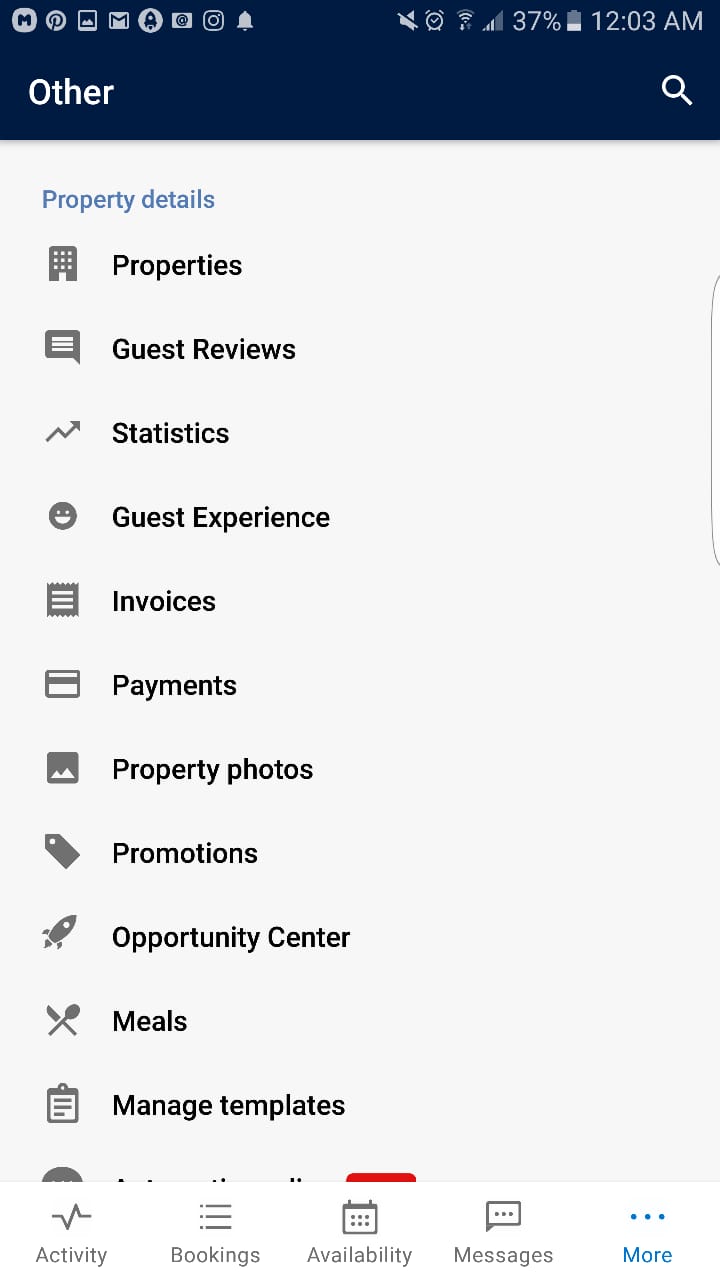 37% 12:03 AM
Other
Property details
Properties
Guest Reviews
Statistics
Guest Experience
Invoices
Payments
Property photos
Promotions
Opportunity Center
Meals
Manage templates
Activity Bookings Availability Messages More